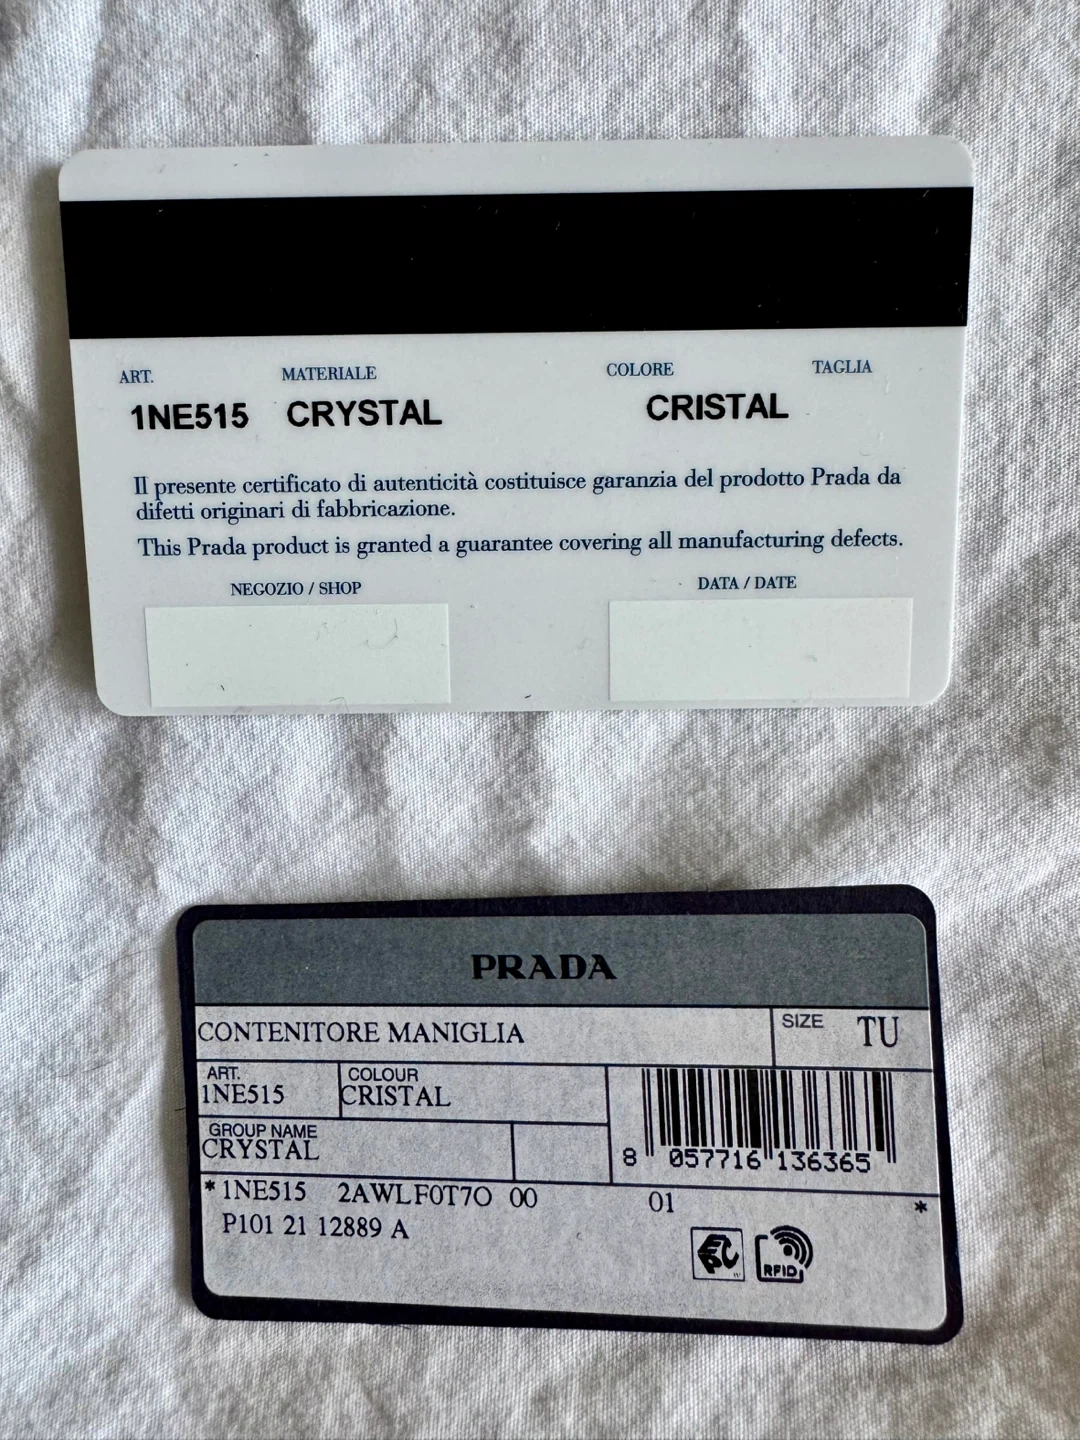 ART. MATERIALE COLORE TAGLIA
1NE515 CRYSTAL CRISTAL
Il presente certificato di autenticità costituisce garanzia del prodotto Prada da
difetti originari di fabbricazione.
This Prada product is granted a guarantee covering all manufacturing defects.
NEGOZIO / SHOP DATA / DATE
PRADA
CONTENITORE MANIGLIA SIZE TU
ART. COLOUR
1NE515 CRISTAL
GROUP NAME
CRYSTAL
8 057716 136365
*1NE515 2AWLF0T7O 00 01 *
P101 21 12889 A
EPC RFID